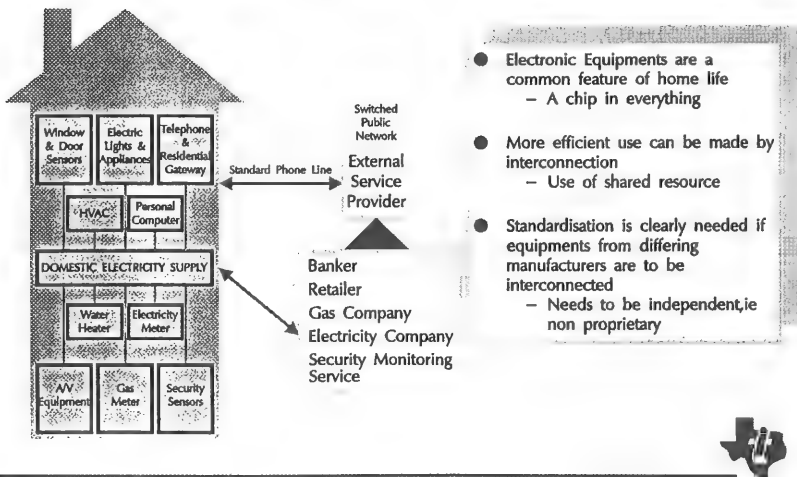 Window
& Door
Sensors
Electric
Lights &
Appliances
Telephone
&
Residential
Gateway
HVAC
Personal
Computer
DOMESTIC ELECTRICITY SUPPLY
Water
Heater
Electricity
Meter
A/V
Equipment
Gas
Meter
Security
Sensors
Standard Phone Line
Switched
Public
Network
External
Service
Provider
Banker
Retailer
Gas Company
Electricity Company
Security Monitoring
Service
● Electronic Equipments are a
common feature of home life
– A chip in everything
● More efficient use can be made by
interconnection
– Use of shared resource
● Standardisation is clearly needed if
equipments from differing
manufacturers are to be
interconnected
– Needs to be independent,ie
non proprietary